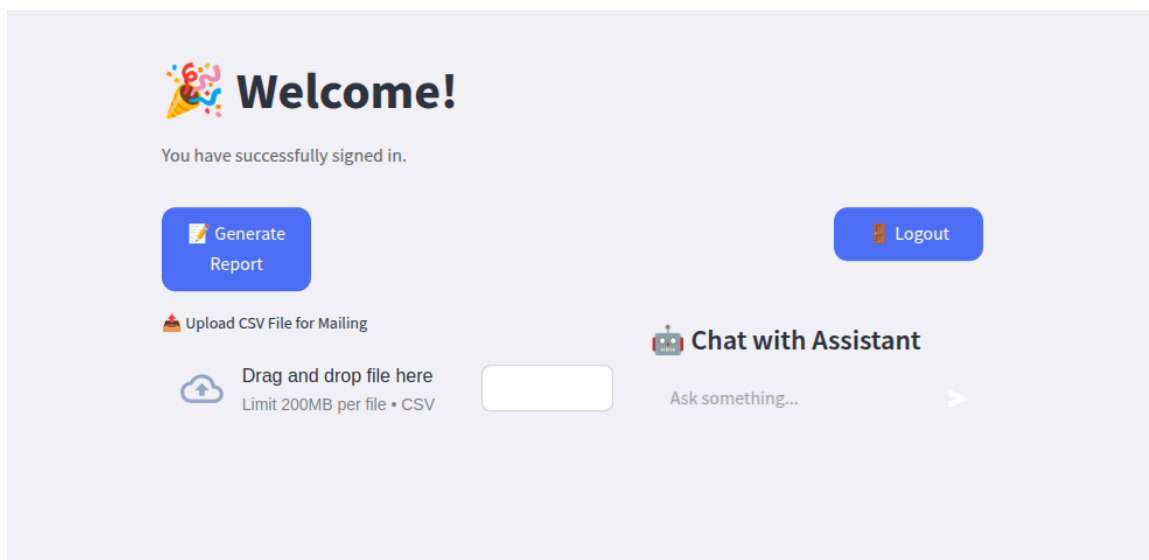 🎉 Welcome!
You have successfully signed in.
📝 Generate
Report
🚪 Logout
📤 Upload CSV File for Mailing
Drag and drop file here
Limit 200MB per file • CSV
🤖 Chat with Assistant
Ask something...